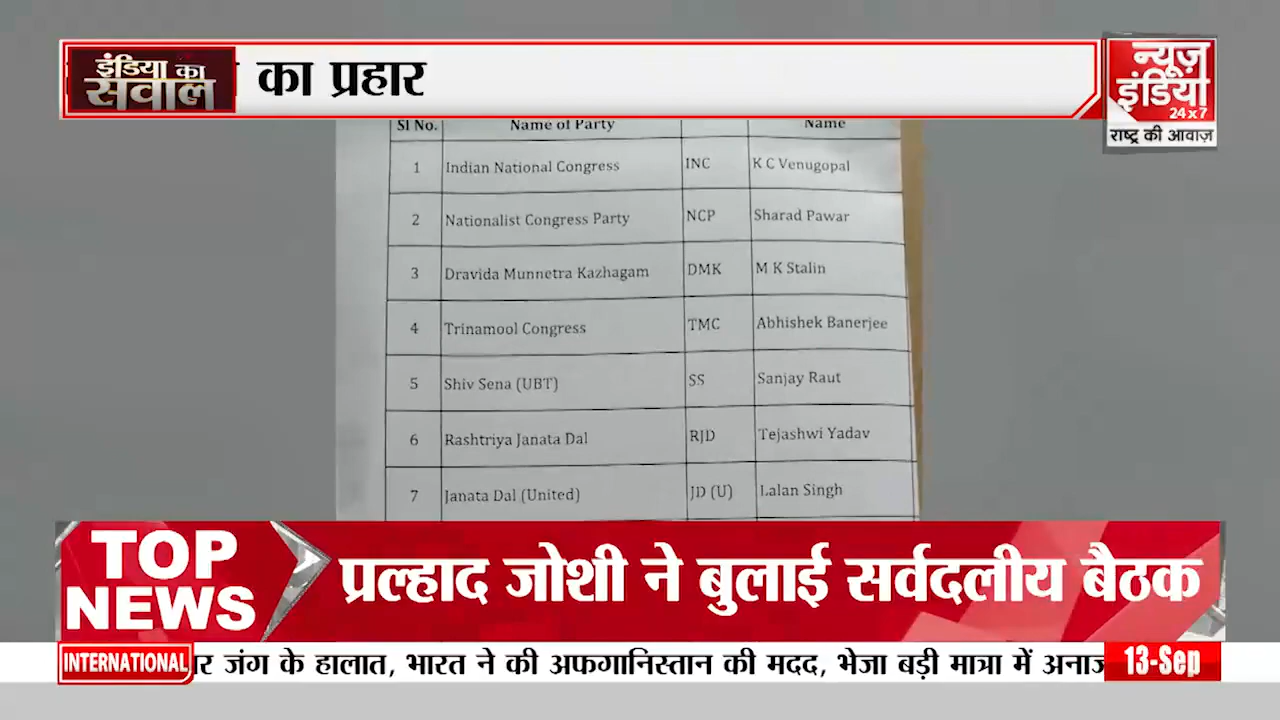 इंडिया का
सवाल
का प्रहार
न्यूज़
इंडिया
24x7
राष्ट्र की आवाज़
Sl No. Name of Party Name
1 Indian National Congress INC K C Venugopal
2 Nationalist Congress Party NCP Sharad Pawar
3 Dravida Munnetra Kazhagam DMK M K Stalin
4 Trinamool Congress TMC Abhishek Banerjee
5 Shiv Sena (UBT) SS Sanjay Raut
6 Rashtriya Janata Dal RJD Tejashwi Yadav
7 Janata Dal (United) JD (U) Lalan Singh
TOP
NEWS
प्रल्हाद जोशी ने बुलाई सर्वदलीय बैठक
INTERNATIONAL जंग के हालात, भारत ने की अफगानिस्तान की मदद, भेजा बड़ी मात्रा में अनाज 13-Sep